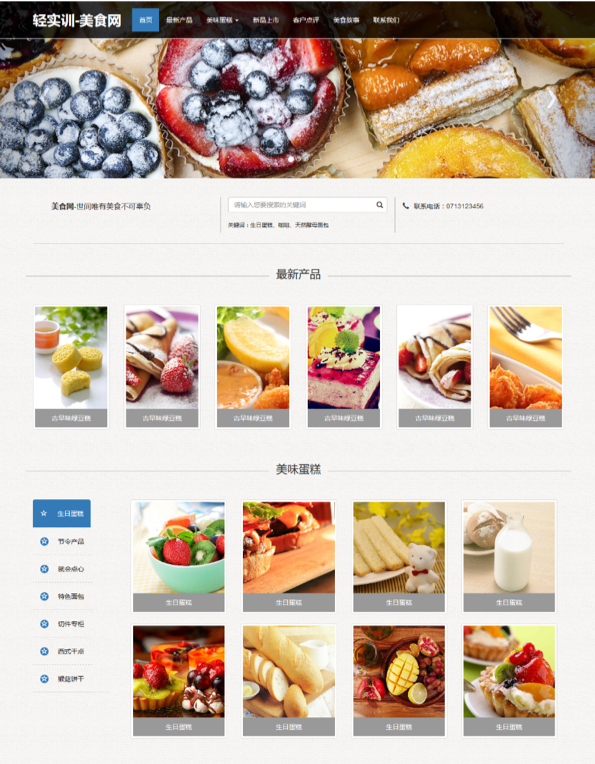 轻实训-美食网
首页 最新产品 美味蛋糕 新品上市 客户点评 美食故事 联系我们
美食网-世间唯有美食不可辜负
请输入您要搜索的关键词
联系电话：0713123456
关键词：生日蛋糕、咖啡、天然酵母面包
最新产品
古早味绿豆糕 古早味绿豆糕 古早味绿豆糕 古早味绿豆糕 古早味绿豆糕 古早味绿豆糕
美味蛋糕
生日蛋糕
节令产品
就会点心
特色面包
切件专柜
西式干点
蝴蝶饼干
生日蛋糕 生日蛋糕 生日蛋糕 生日蛋糕
生日蛋糕 生日蛋糕 生日蛋糕 生日蛋糕